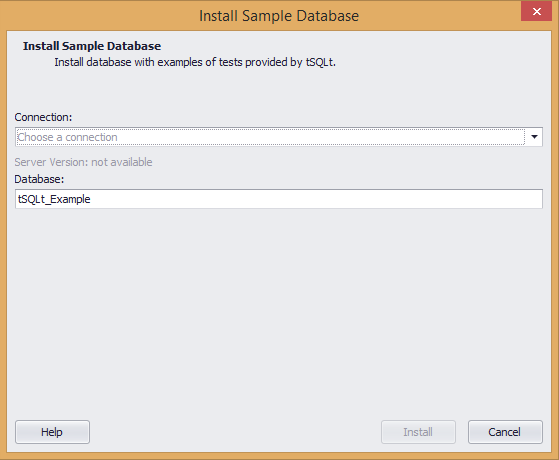 Install Sample Database
Install Sample Database
Install database with examples of tests provided by tSQLt.
Connection:
Choose a connection
Server Version: not available
Database:
tSQLt_Example
Help
Install
Cancel